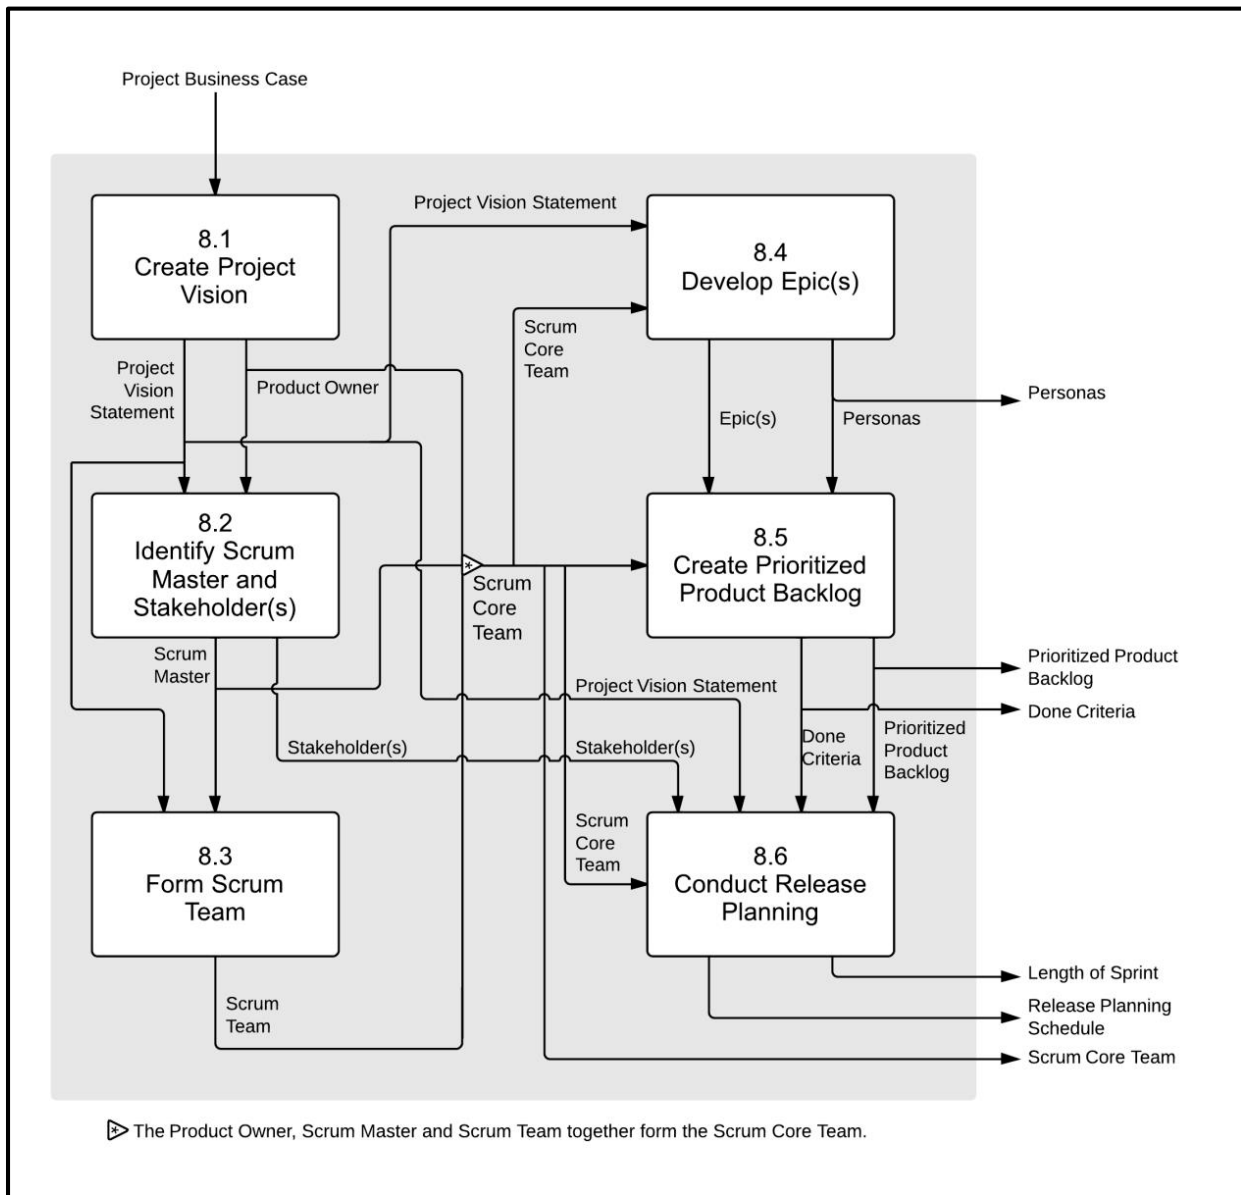 Project Business Case
8.1
Create Project
Vision
Project Vision Statement
8.4
Develop Epic(s)
Project
Vision
Statement
Product Owner
Scrum
Core
Team
Personas
Epic(s)
Personas
8.2
Identify Scrum
Master and
Stakeholder(s)
*
Scrum
Core
Team
8.5
Create Prioritized
Product Backlog
Scrum
Master
Prioritized Product
Backlog
Project Vision Statement
Done Criteria
Stakeholder(s)
Stakeholder(s)
Done
Criteria
Prioritized
Product
Backlog
8.3
Form Scrum
Team
Scrum
Core
Team
8.6
Conduct Release
Planning
Scrum
Team
Length of Sprint
Release Planning
Schedule
Scrum Core Team
* The Product Owner, Scrum Master and Scrum Team together form the Scrum Core Team.